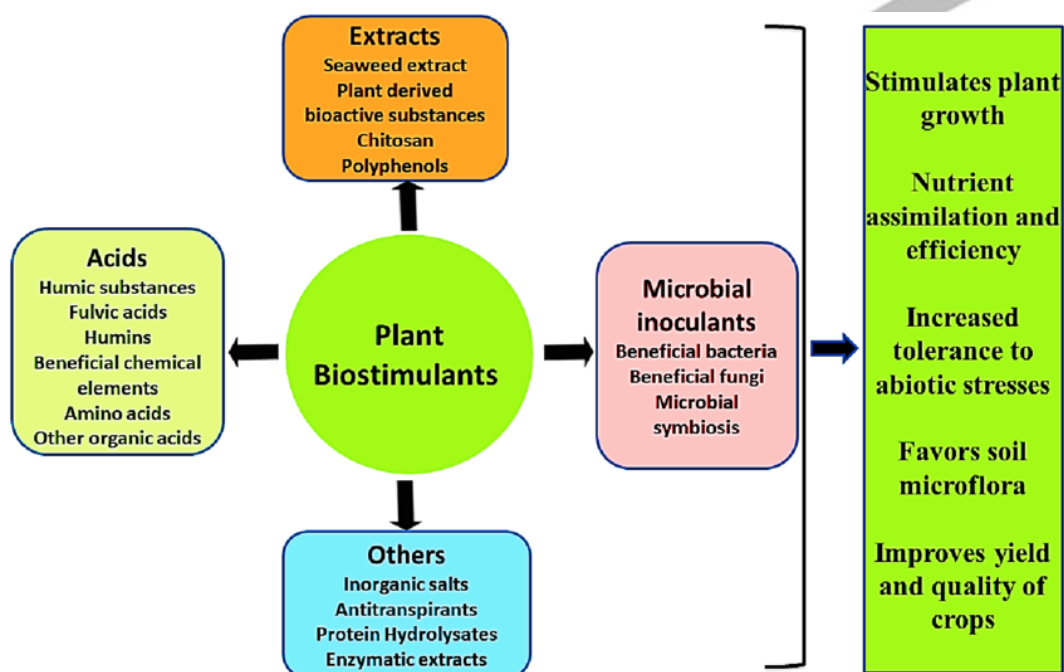 Extracts
Seaweed extract
Plant derived
bioactive substances
Chitosan
Polyphenols
Acids
Humic substances
Fulvic acids
Humins
Beneficial chemical
elements
Amino acids
Other organic acids
Plant
Biostimulants
Microbial
inoculants
Beneficial bacteria
Beneficial fungi
Microbial
symbiosis
Others
Inorganic salts
Antitranspirants
Protein Hydrolysates
Enzymatic extracts
Stimulates plant
growth
Nutrient
assimilation and
efficiency
Increased
tolerance to
abiotic stresses
Favors soil
microflora
Improves yield
and quality of
crops